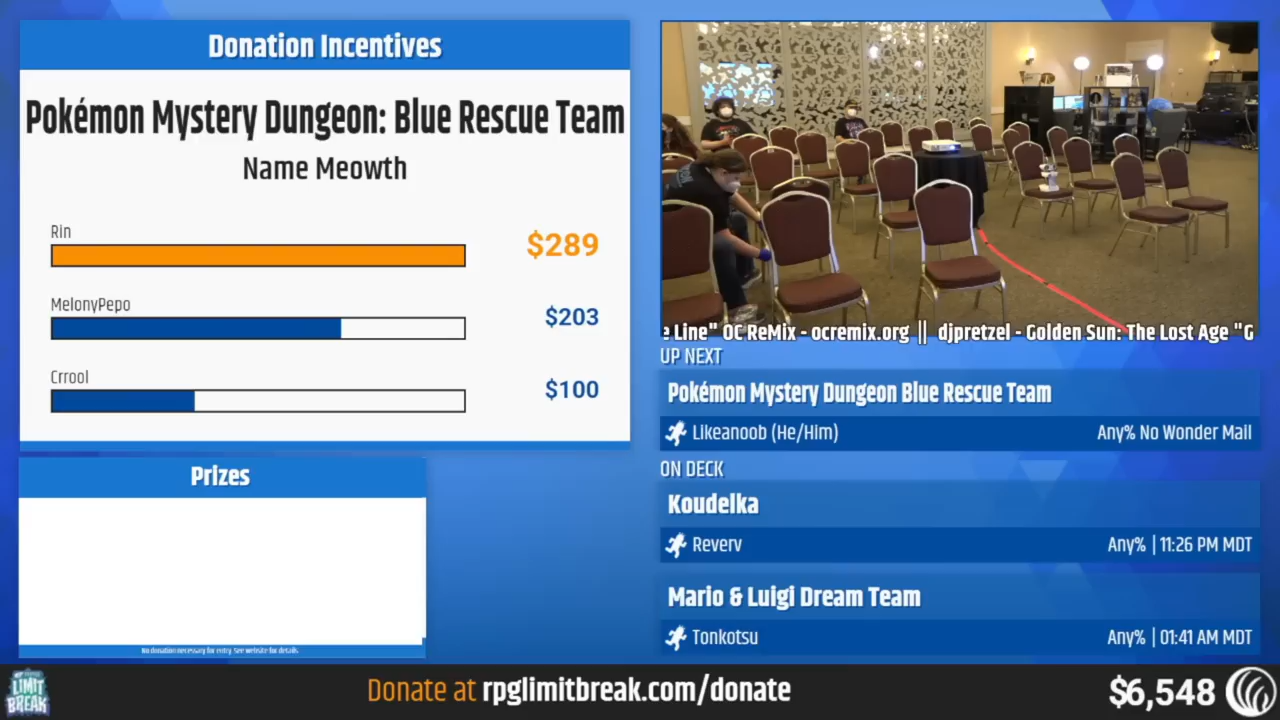 Donation Incentives
Pokémon Mystery Dungeon: Blue Rescue Team
Name Meowth
Rin
$289
MelonyPepo
$203
Crrool
$100
Prizes
No donation necessary for entry. See website for details.
e Line" OC ReMix - ocremix.org || djpretzel - Golden Sun: The Lost Age "G
UP NEXT
Pokémon Mystery Dungeon Blue Rescue Team
Likeanoob (He/Him) Any% No Wonder Mail
ON DECK
Koudelka
Reverv Any% | 11:26 PM MDT
Mario & Luigi Dream Team
Tonkotsu Any% | 01:41 AM MDT
LIMIT
BREAK
Donate at rpglimitbreak.com/donate
$6,548